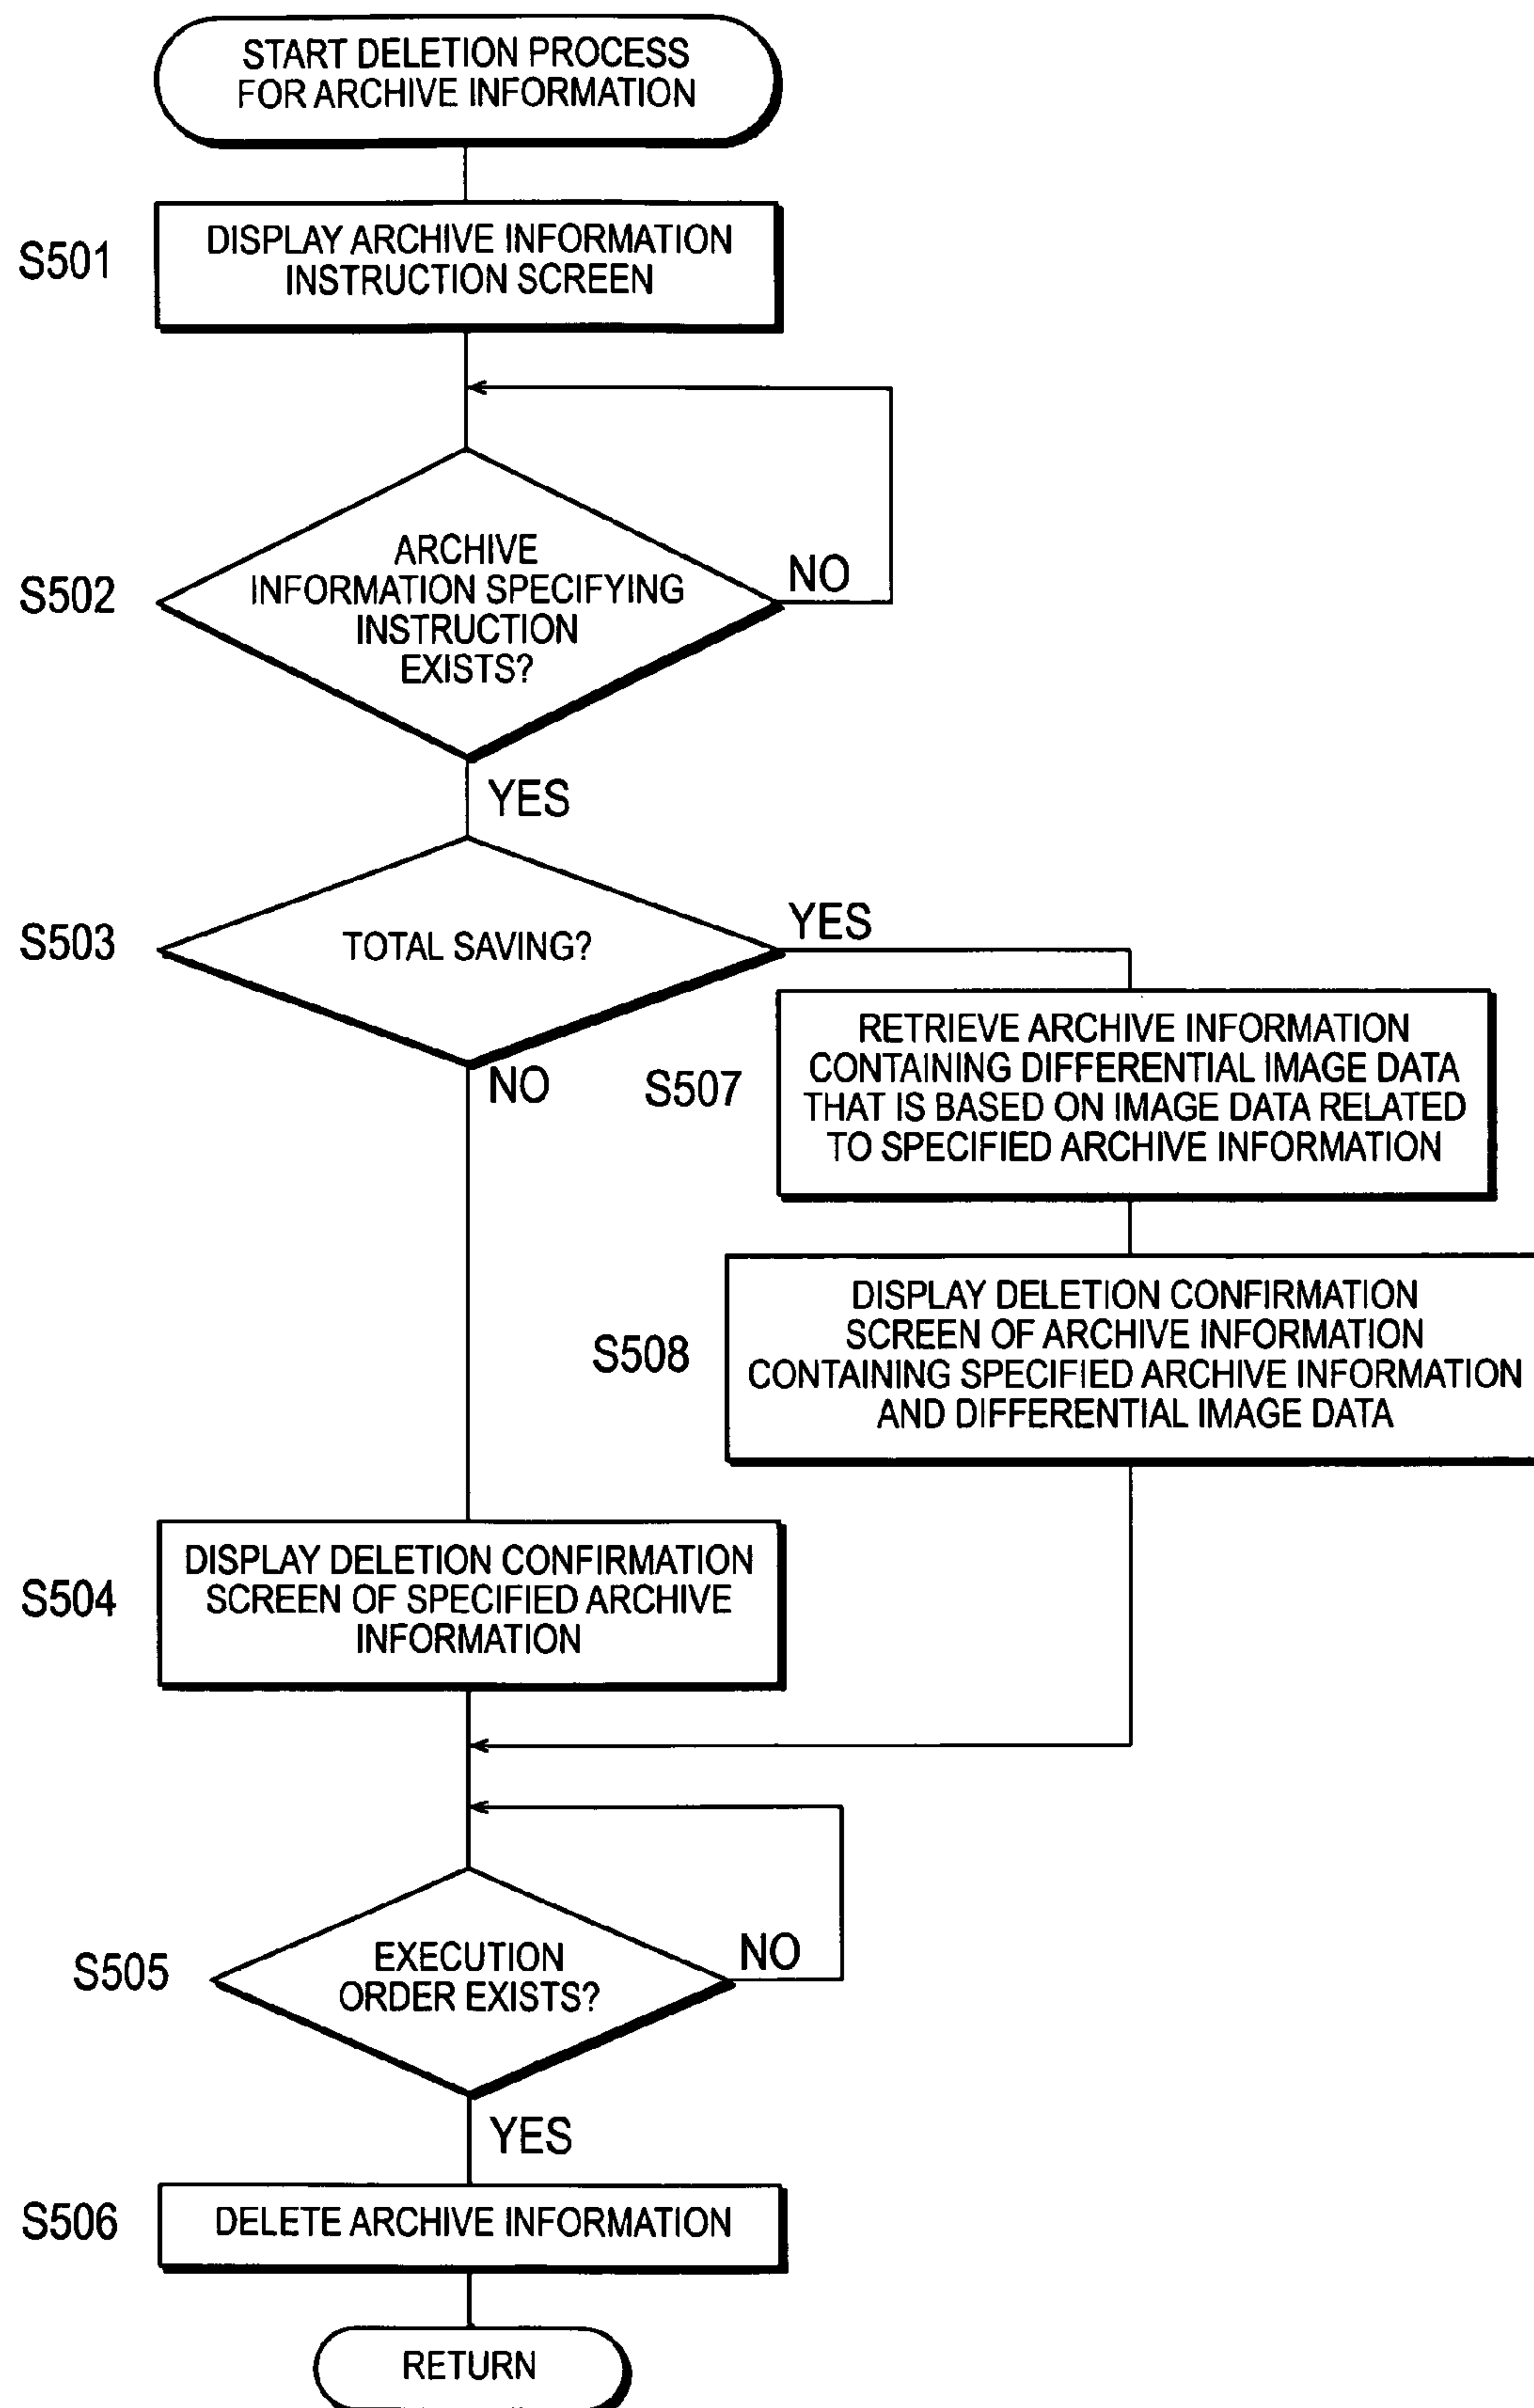 START DELETION PROCESS
FOR ARCHIVE INFORMATION
S501
DISPLAY ARCHIVE INFORMATION
INSTRUCTION SCREEN
S502
ARCHIVE
INFORMATION SPECIFYING
INSTRUCTION
EXISTS?
NO
YES
S503
TOTAL SAVING?
YES
NO
S507
RETRIEVE ARCHIVE INFORMATION
CONTAINING DIFFERENTIAL IMAGE DATA
THAT IS BASED ON IMAGE DATA RELATED
TO SPECIFIED ARCHIVE INFORMATION
S508
DISPLAY DELETION CONFIRMATION
SCREEN OF ARCHIVE INFORMATION
CONTAINING SPECIFIED ARCHIVE INFORMATION
AND DIFFERENTIAL IMAGE DATA
S504
DISPLAY DELETION CONFIRMATION
SCREEN OF SPECIFIED ARCHIVE
INFORMATION
S505
EXECUTION
ORDER EXISTS?
NO
YES
S506
DELETE ARCHIVE INFORMATION
RETURN